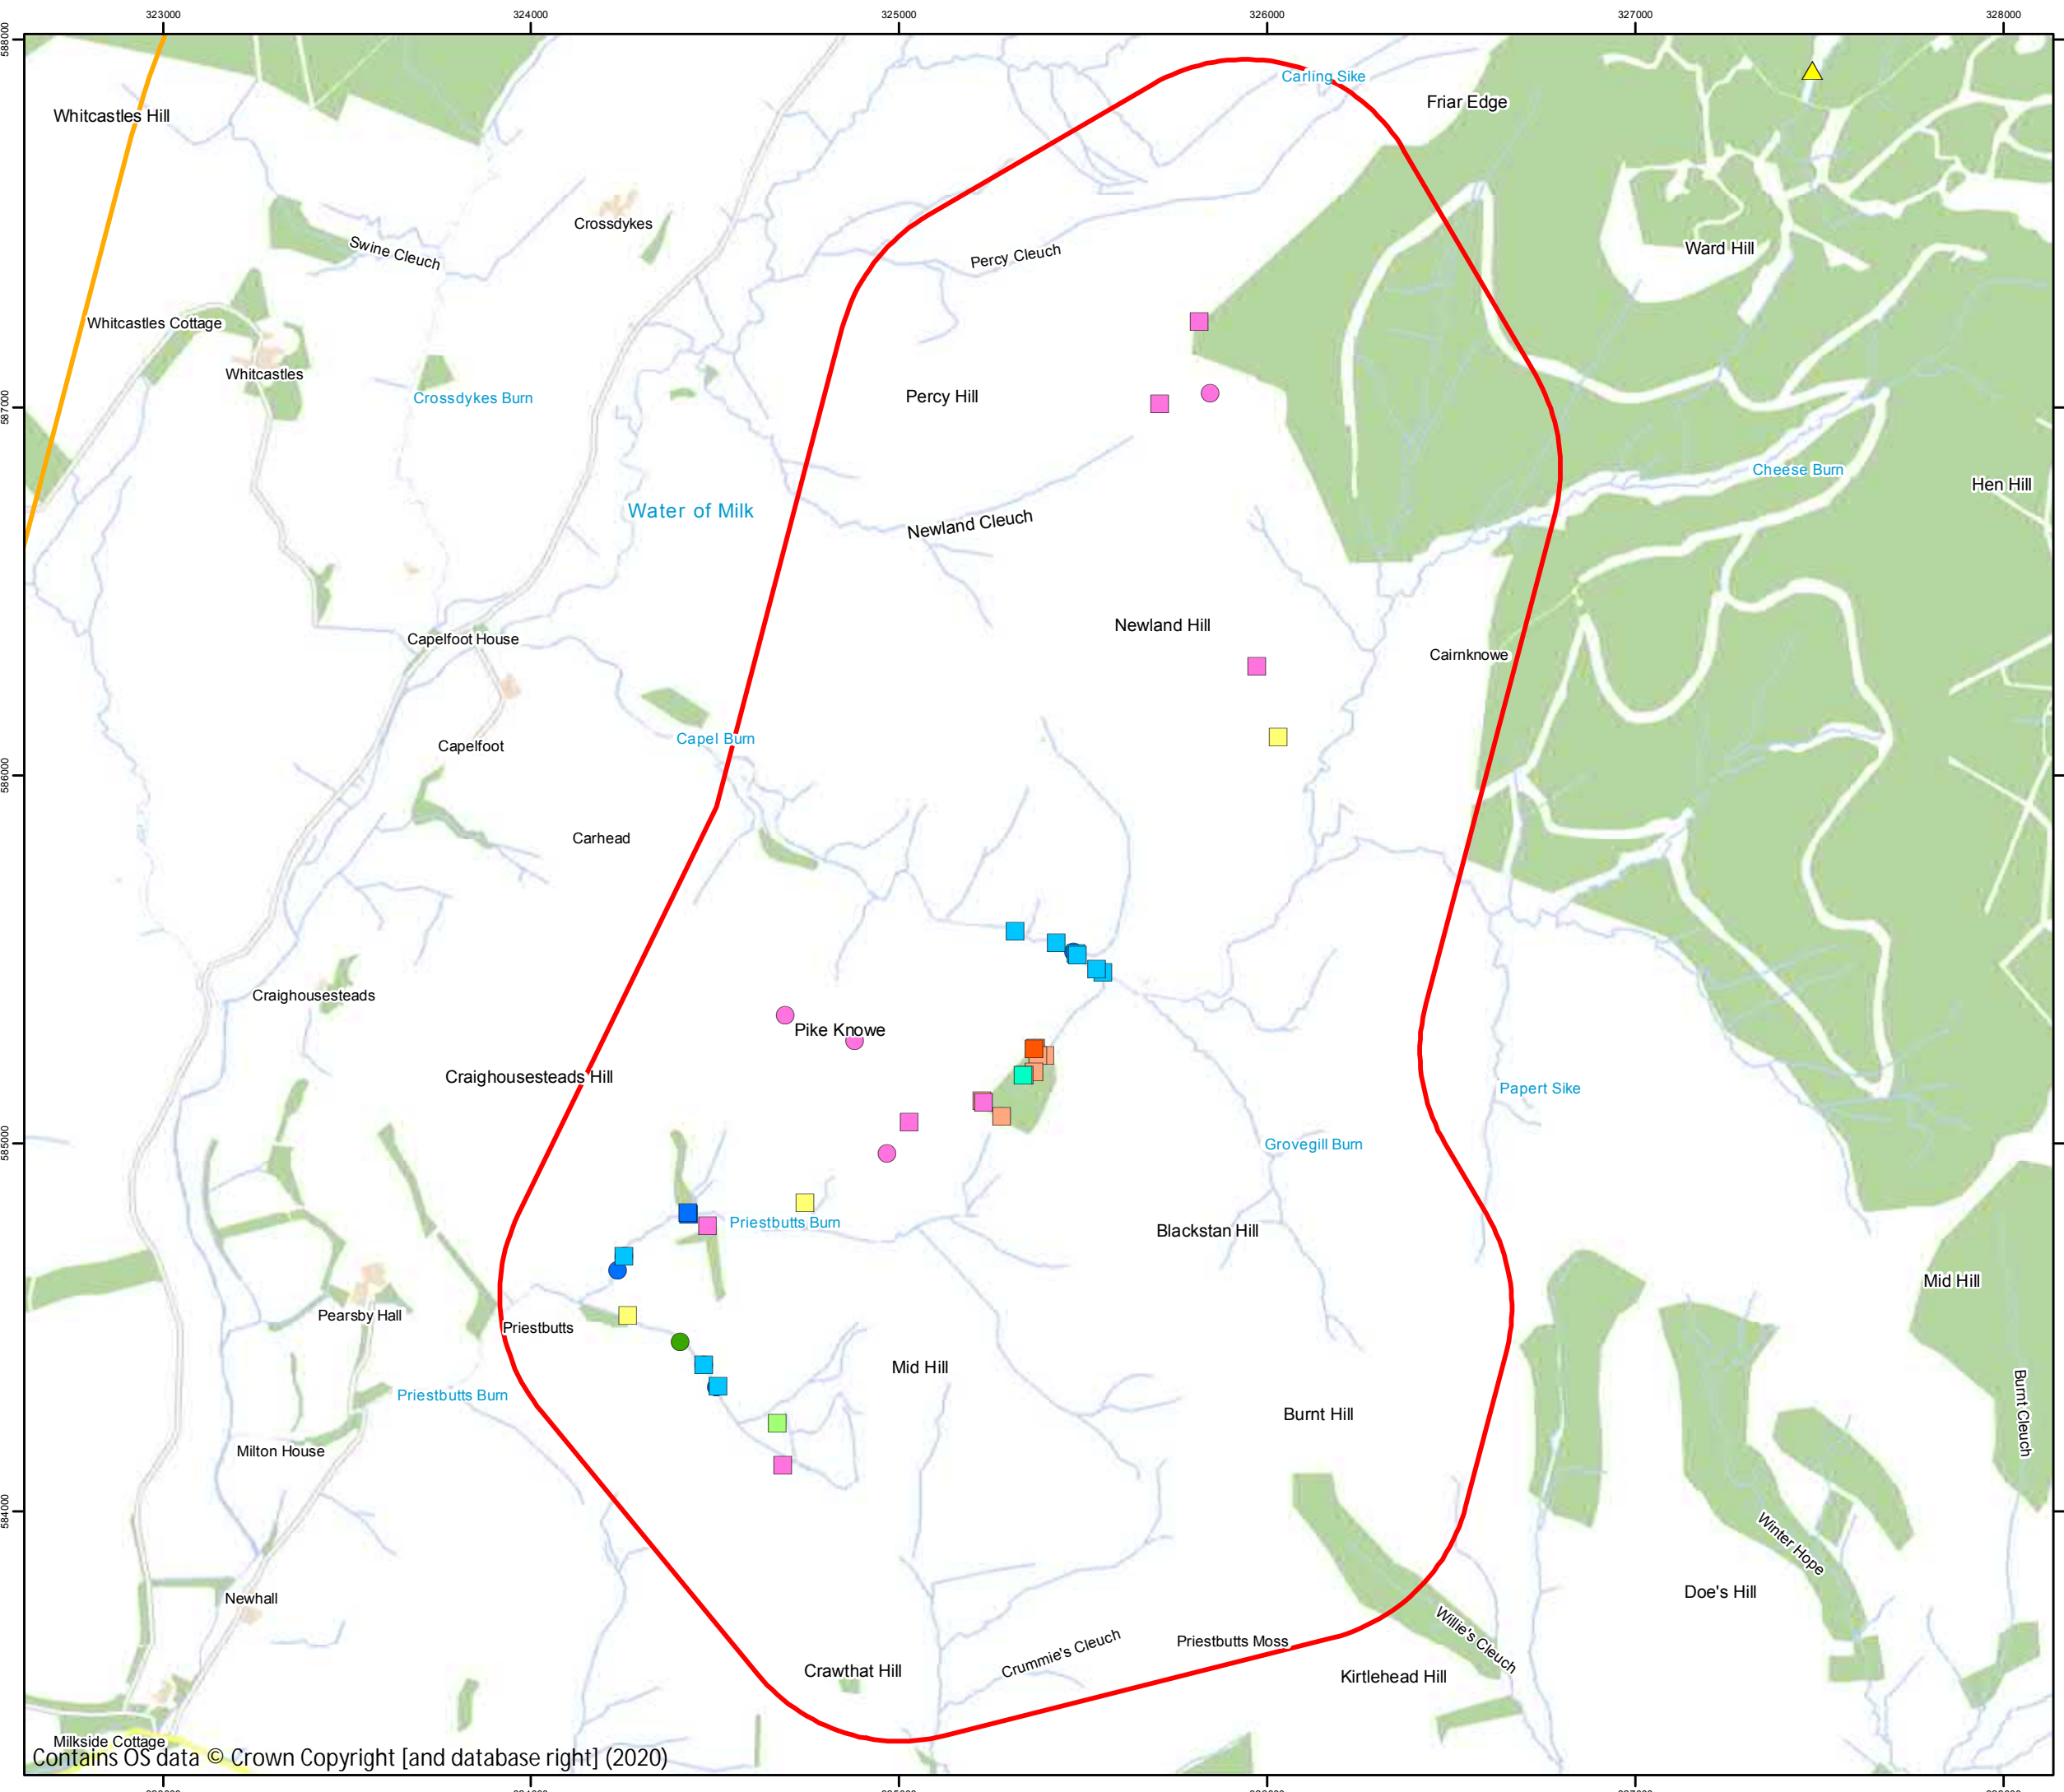 323000
324000
325000
326000
327000
328000
588000
Carling Sike
Friar Edge
Whitcastles Hill
Crossdykes
Swine Cleuch
Percy Cleuch
Ward Hill
Whitcastles Cottage
Whitcastles
Crossdykes Burn
Percy Hill
587000
Cheese Burn
Hen Hill
Water of Milk
Newland Cleuch
Newland Hill
Capelfoot House
Cairnknowe
Capel Burn
Capelfoot
586000
Carhead
Craighousesteads
Pike Knowe
Craighousesteads Hill
Papert Sike
585000
Grovegill Burn
Priestbutts Burn
Blackstan Hill
Mid Hill
Pearsby Hall
Priestbutts
Mid Hill
Priestbutts Burn
Burnt Hill
Burnt Cleuch
Milton House
584000
Winter Hope
Newhall
Doe's Hill
Willie's Cleuch
Priestbutts Moss
Crummie's Cleuch
Crawthat Hill
Kirtlehead Hill
Milkside Cottage
Contains OS data © Crown Copyright [and database right] (2020)